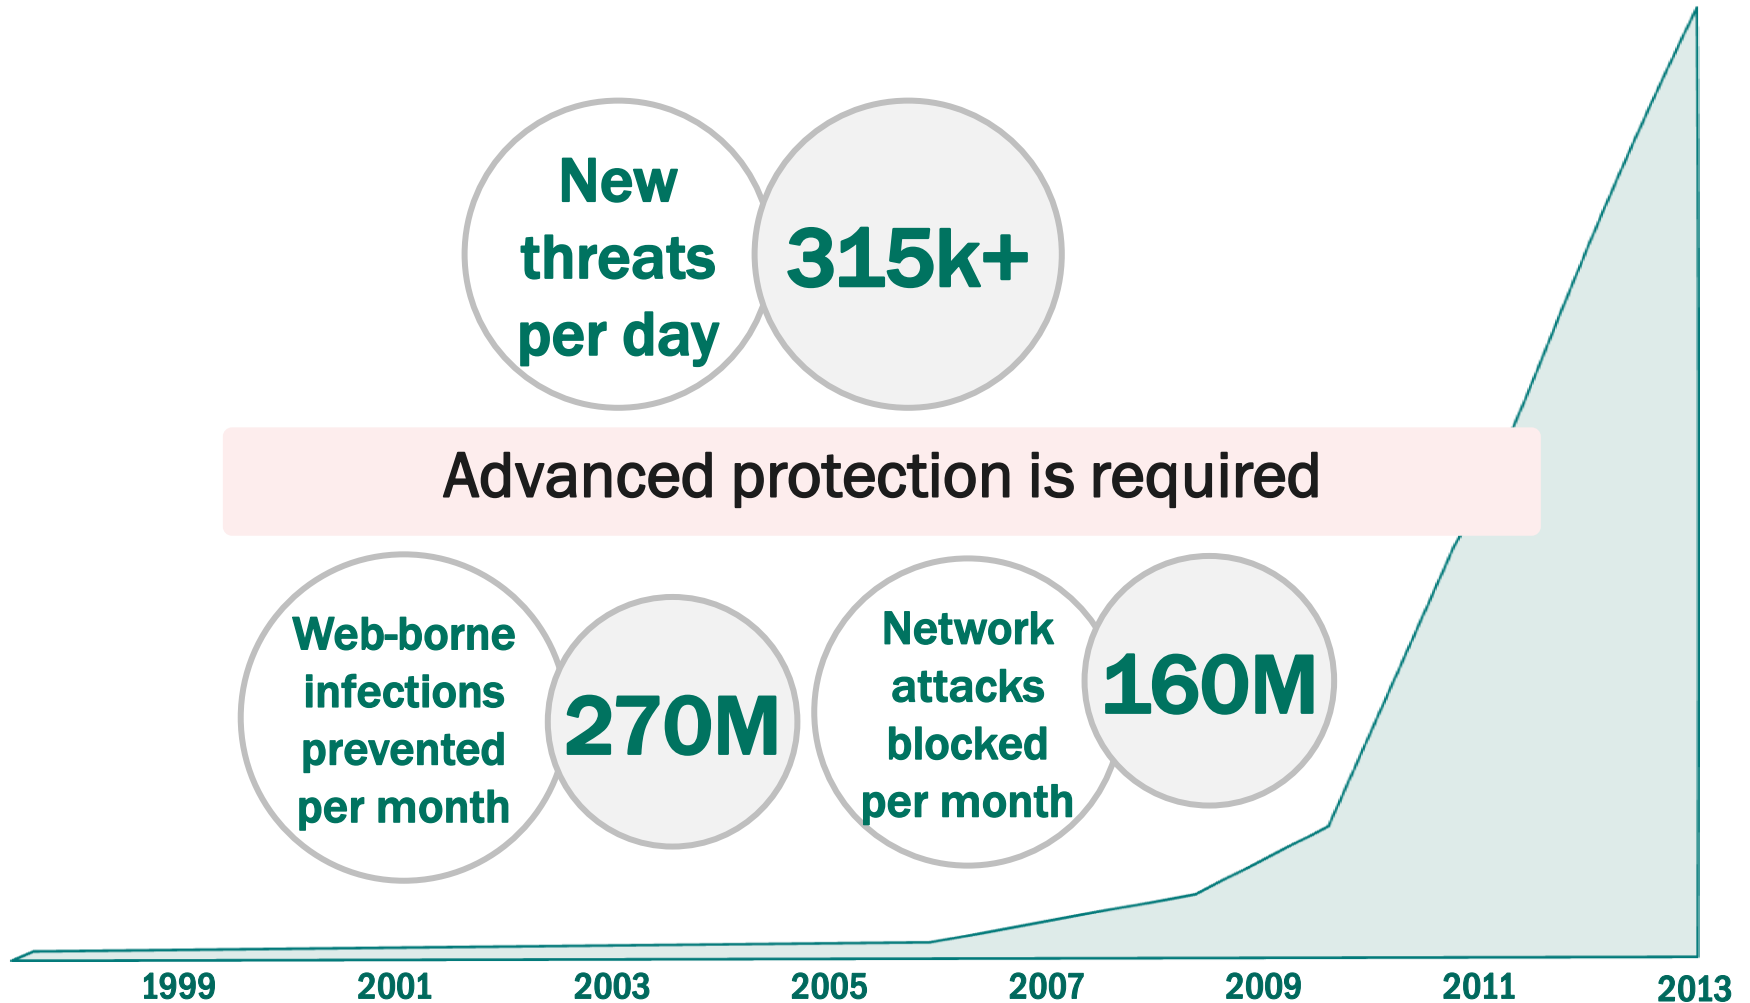 New
threats
per day
315k+
Advanced protection is required
Web-borne
infections
prevented
per month
270M
Network
attacks
blocked
per month
160M
1999
2001
2003
2005
2007
2009
2011
2013